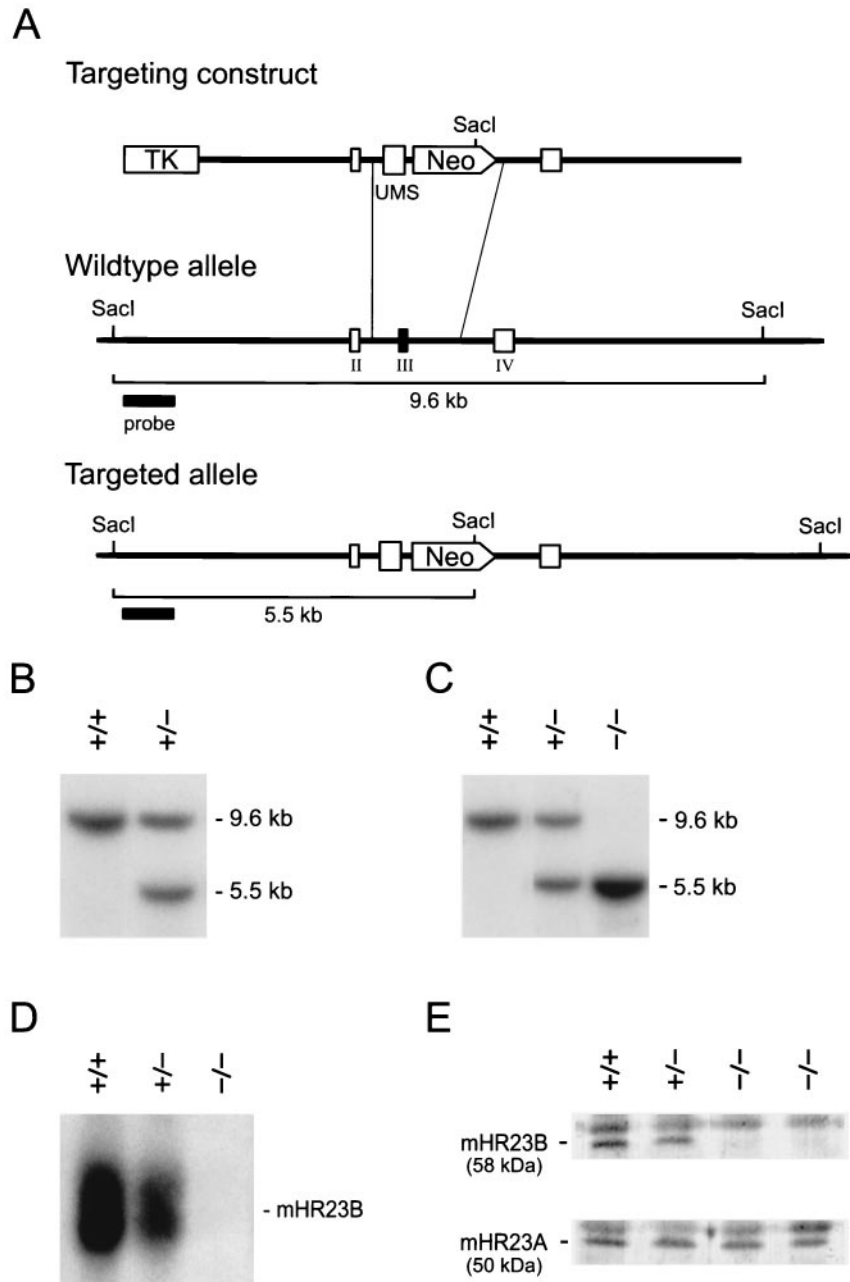 A
Targeting construct
SacI
TK
Neo
UMS
Wildtype allele
SacI
SacI
II
III
IV
9.6 kb
probe
Targeted allele
SacI
SacI
SacI
Neo
5.5 kb
B
+/+
+/–
- 9.6 kb
- 5.5 kb
C
+/+
+/–
–/–
- 9.6 kb
- 5.5 kb
D
+/+
+/–
–/–
- mHR23B
E
+/+
+/–
–/–
–/–
mHR23B -
(58 kDa)
mHR23A -
(50 kDa)